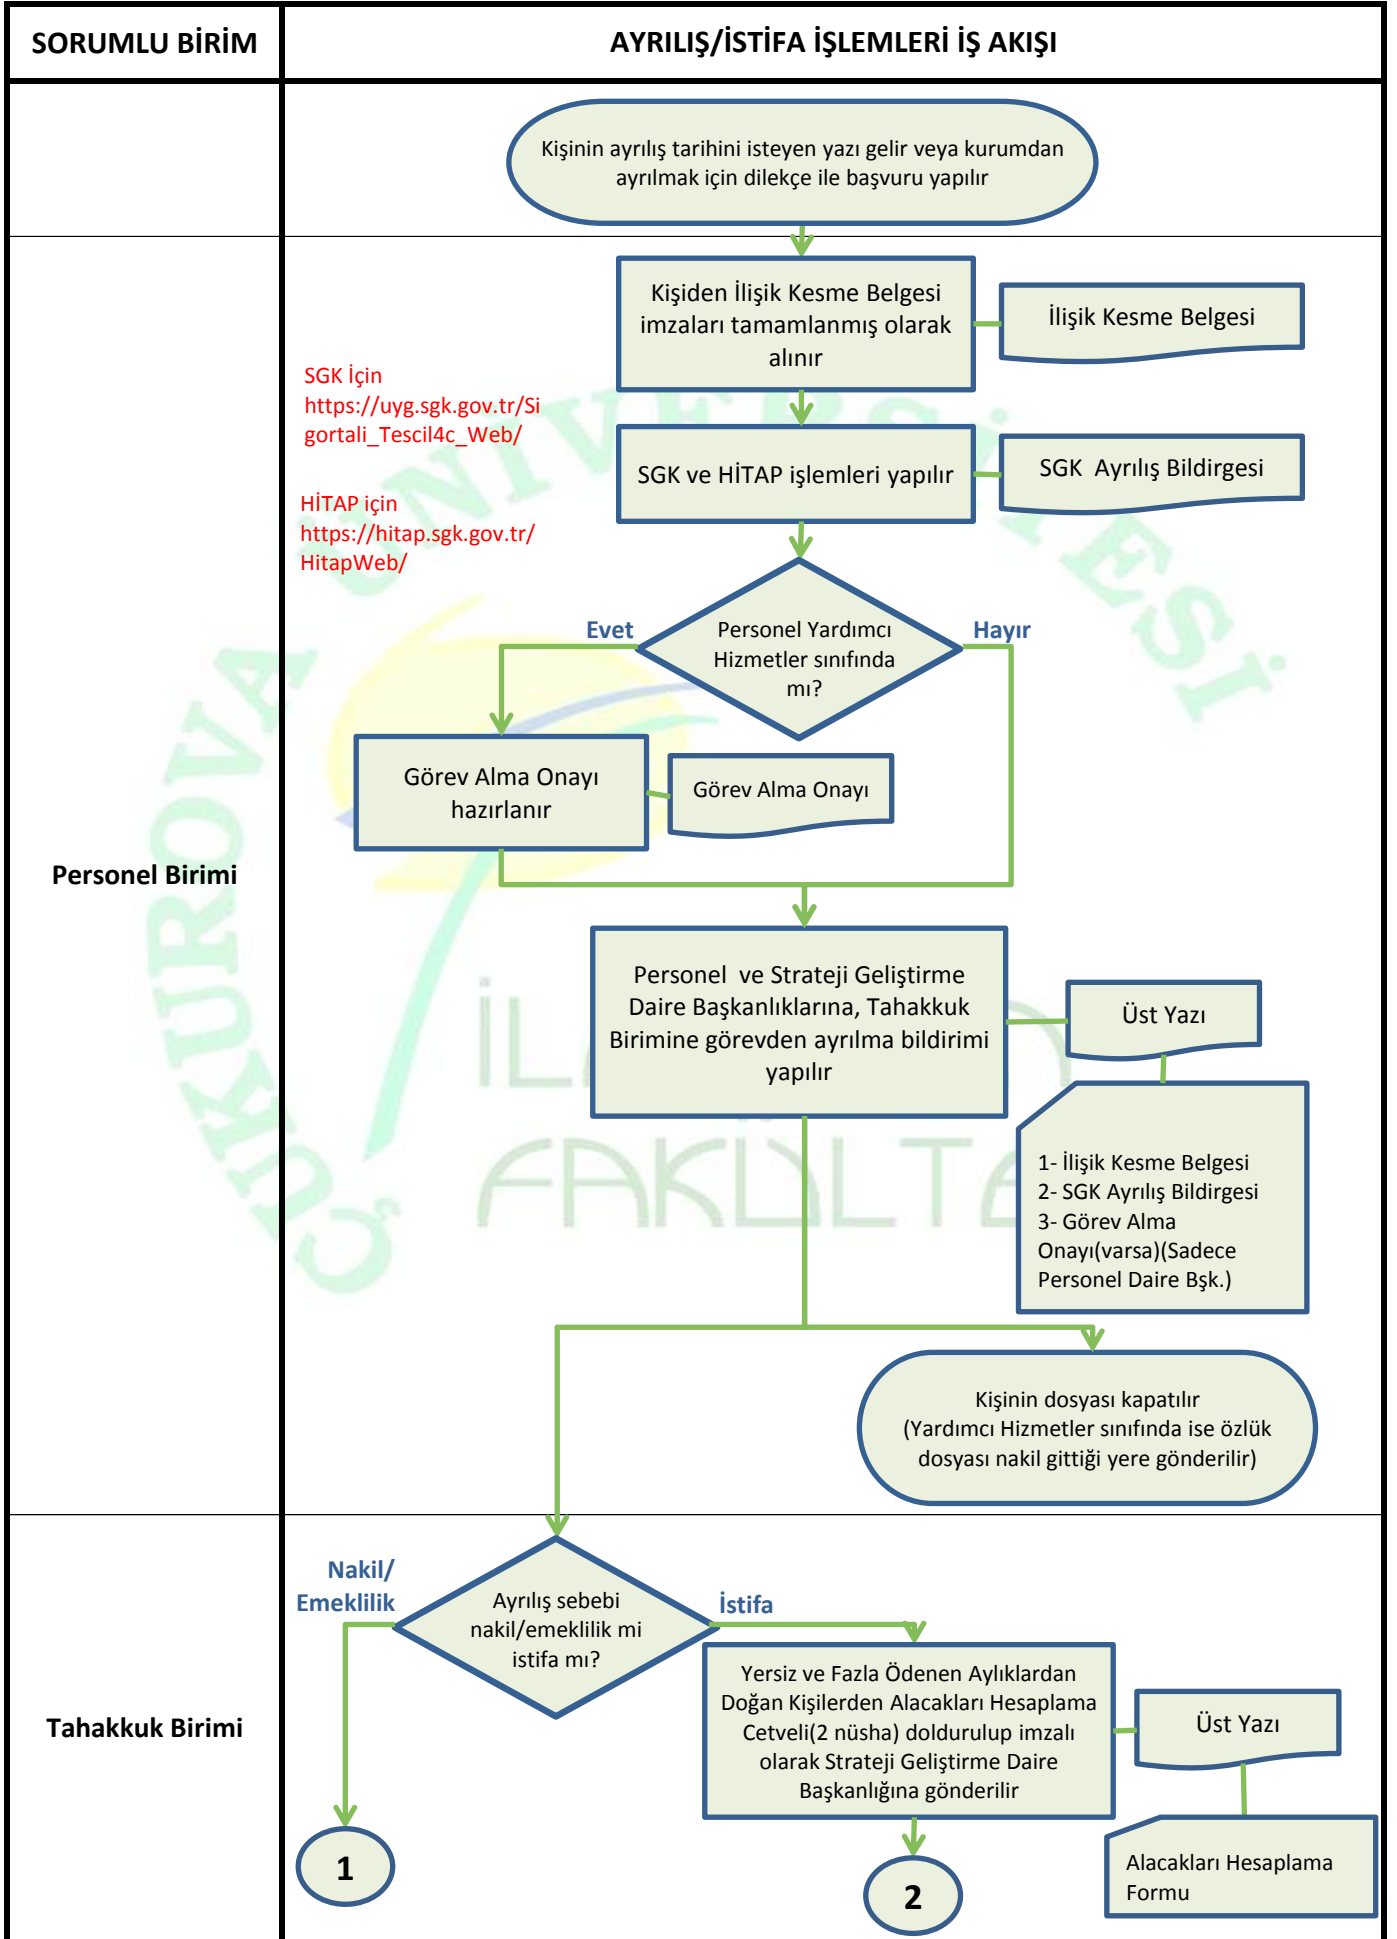 SORUMLU BİRİM
AYRILIŞ/İSTİFA İŞLEMLERİ İŞ AKIŞI
Kişinin ayrılış tarihini isteyen yazı gelir veya kurumdan
ayrılmak için dilekçe ile başvuru yapılır
Kişiden İlişik Kesme Belgesi
imzaları tamamlanmış olarak
alınır
İlişik Kesme Belgesi
SGK İçin
https://uyg.sgk.gov.tr/Si
gortali_Tescil4c_Web/
SGK ve HİTAP işlemleri yapılır
SGK  Ayrılış Bildirgesi
HİTAP için
https://hitap.sgk.gov.tr/
HitapWeb/
Evet
Personel Yardımcı
Hizmetler sınıfında
mı?
Hayır
Görev Alma Onayı
hazırlanır
Görev Alma Onayı
Personel Birimi
Personel  ve Strateji Geliştirme
Daire Başkanlıklarına, Tahakkuk
Birimine görevden ayrılma bildirimi
yapılır
Üst Yazı
1- İlişik Kesme Belgesi
2- SGK Ayrılış Bildirgesi
3- Görev Alma
Onayı(varsa)(Sadece
Personel Daire Bşk.)
Kişinin dosyası kapatılır
(Yardımcı Hizmetler sınıfında ise özlük
dosyası nakil gittiği yere gönderilir)
Tahakkuk Birimi
Nakil/
Emeklilik
Ayrılış sebebi
nakil/emeklilik mi
istifa mı?
İstifa
Yersiz ve Fazla Ödenen Aylıklardan
Doğan Kişilerden Alacakları Hesaplama
Cetveli(2 nüsha) doldurulup imzalı
olarak Strateji Geliştirme Daire
Başkanlığına gönderilir
Üst Yazı
Alacakları Hesaplama
Formu
1
2
ÇUKUROVA ÜNİVERSİTESİ